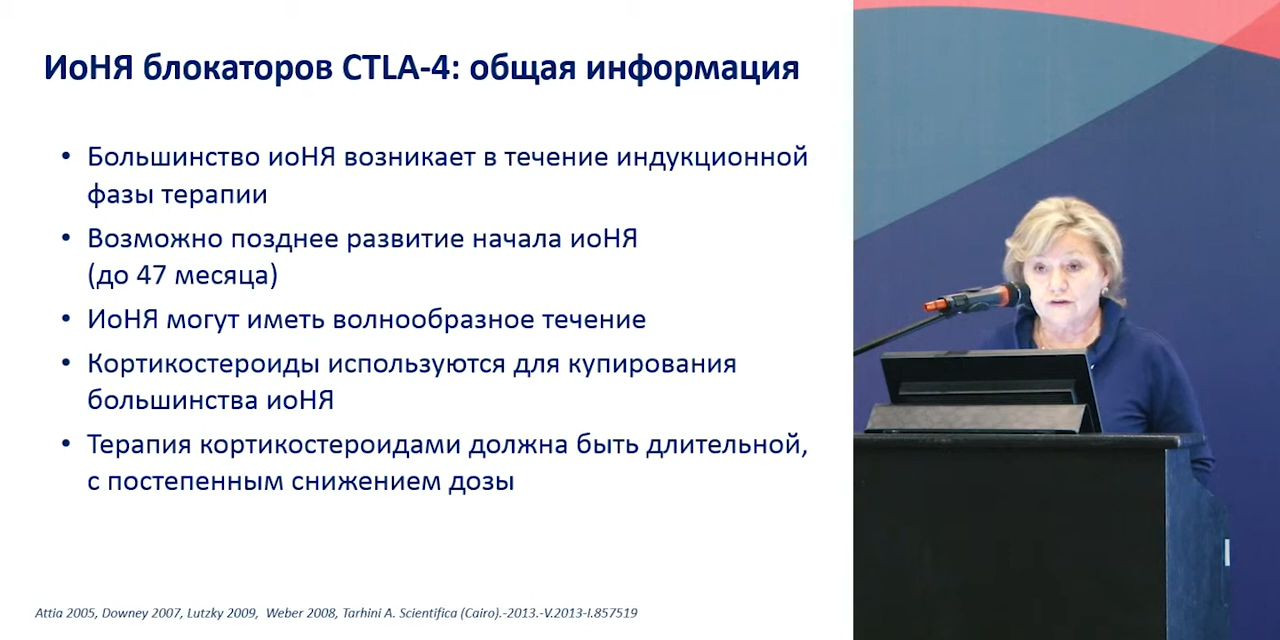 ИоНЯ блокаторов CTLA-4: общая информация
• Большинство иоНЯ возникает в течение индукционной
фазы терапии
• Возможно позднее развитие начала иоНЯ
(до 47 месяца)
• ИоНЯ могут иметь волнообразное течение
• Кортикостероиды используются для купирования
большинства иоНЯ
• Терапия кортикостероидами должна быть длительной,
с постепенным снижением дозы
Attia 2005, Downey 2007, Lutzky 2009, Weber 2008, Tarhini A. Scientifica (Cairo).-2013.-V.2013-I.857519